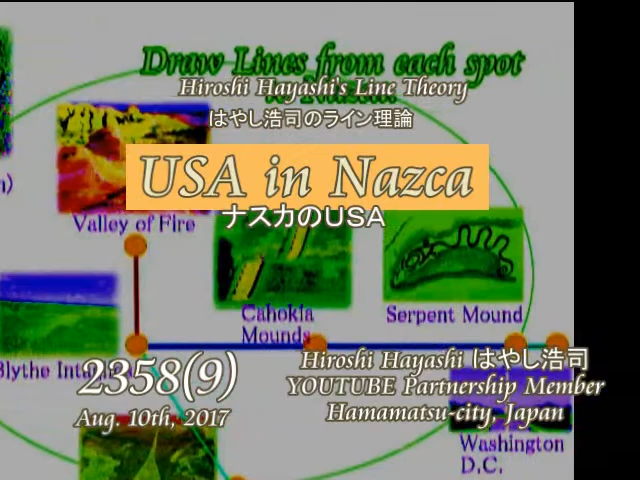 Draw Lines from each spot
Hiroshi Hayashi's Line Theory
はやし浩司のライン理論
USA in Nazca
ナスカのUSA
Valley of Fire
Cahokia
Mounds
Serpent Mound
Blythe
2358(9)
Aug. 10th, 2017
Hiroshi Hayashi はやし浩司
YOUTUBE Partnership Member
Hamamatsu-city, Japan
Washington
D.C.